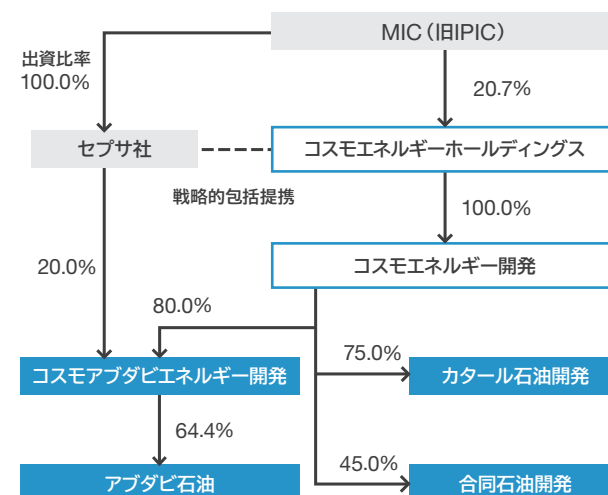 MIC（旧IPIC）
出資比率
100.0%
20.7%
セプサ社
コスモエネルギーホールディングス
戦略的包括提携
100.0%
コスモエネルギー開発
20.0%
80.0%
75.0%
コスモアブダビエネルギー開発
カタール石油開発
64.4%
45.0%
アブダビ石油
合同石油開発